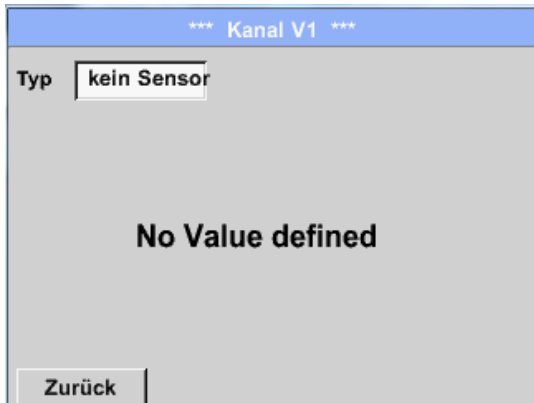 *** Kanal V1 ***
Typ kein Sensor
No Value defined
Zurück